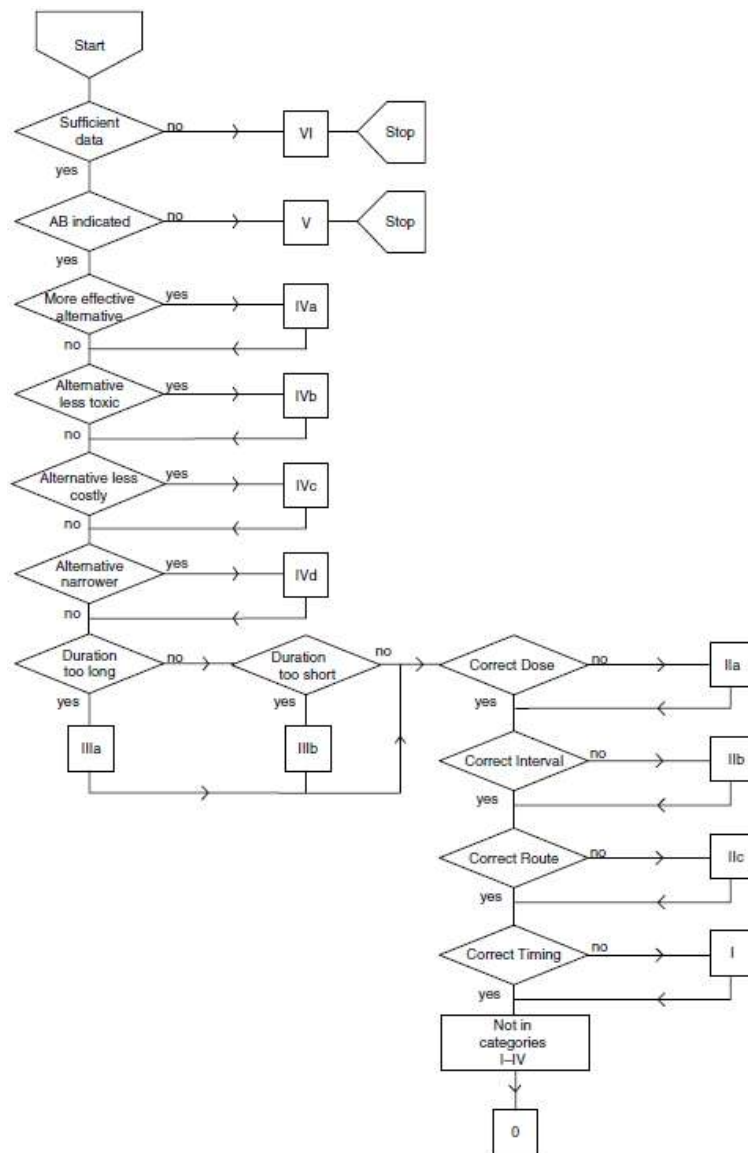 Start
Sufficient
data
no
VI
Stop
yes
AB indicated
no
V
Stop
yes
More effective
alternative
yes
IVa
no
Alternative
less toxic
yes
IVb
no
Alternative less
costly
yes
IVc
no
Alternative
narrower
yes
IVd
no
Duration
too long
no
Duration
too short
no
Correct Dose
no
IIa
yes
yes
yes
IIIa
IIIb
Correct Interval
no
IIb
yes
Correct Route
no
IIc
yes
Correct Timing
no
I
yes
Not in
categories
I–IV
0